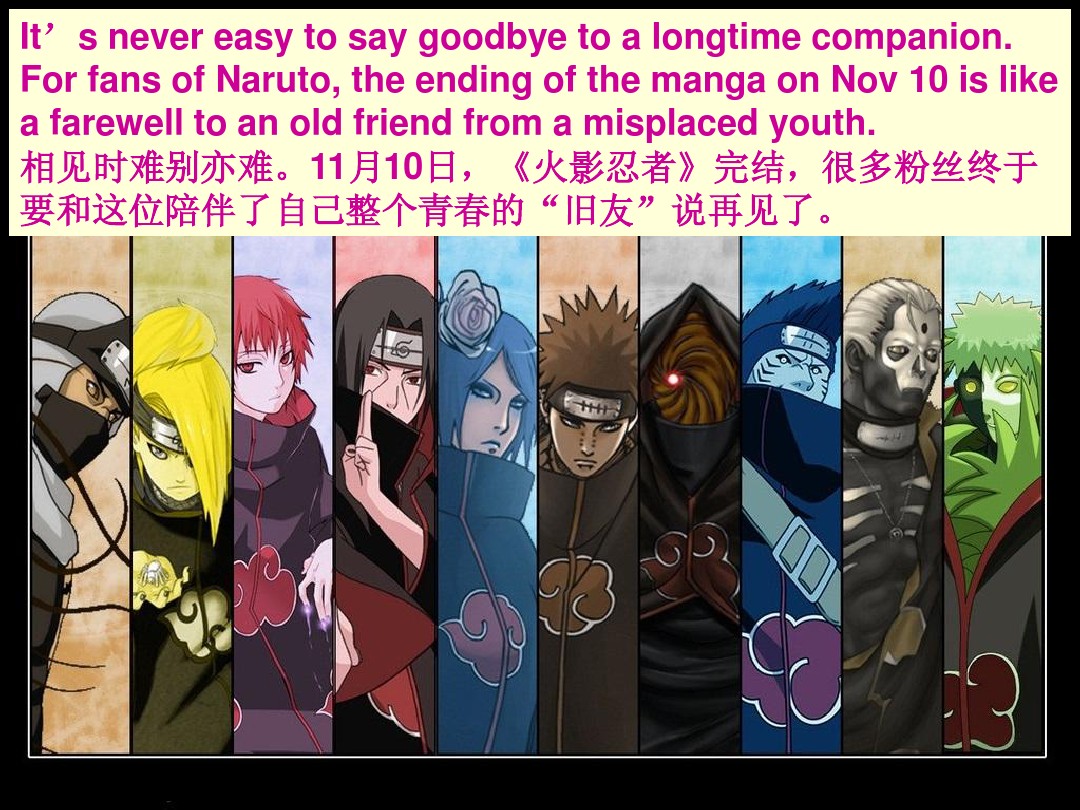 It’s never easy to say goodbye to a longtime companion.
For fans of Naruto, the ending of the manga on Nov 10 is like
a farewell to an old friend from a misplaced youth.
相见时难别亦难。11月10日，《火影忍者》完结，很多粉丝终于
要和这位陪伴了自己整个青春的“旧友”说再见了。